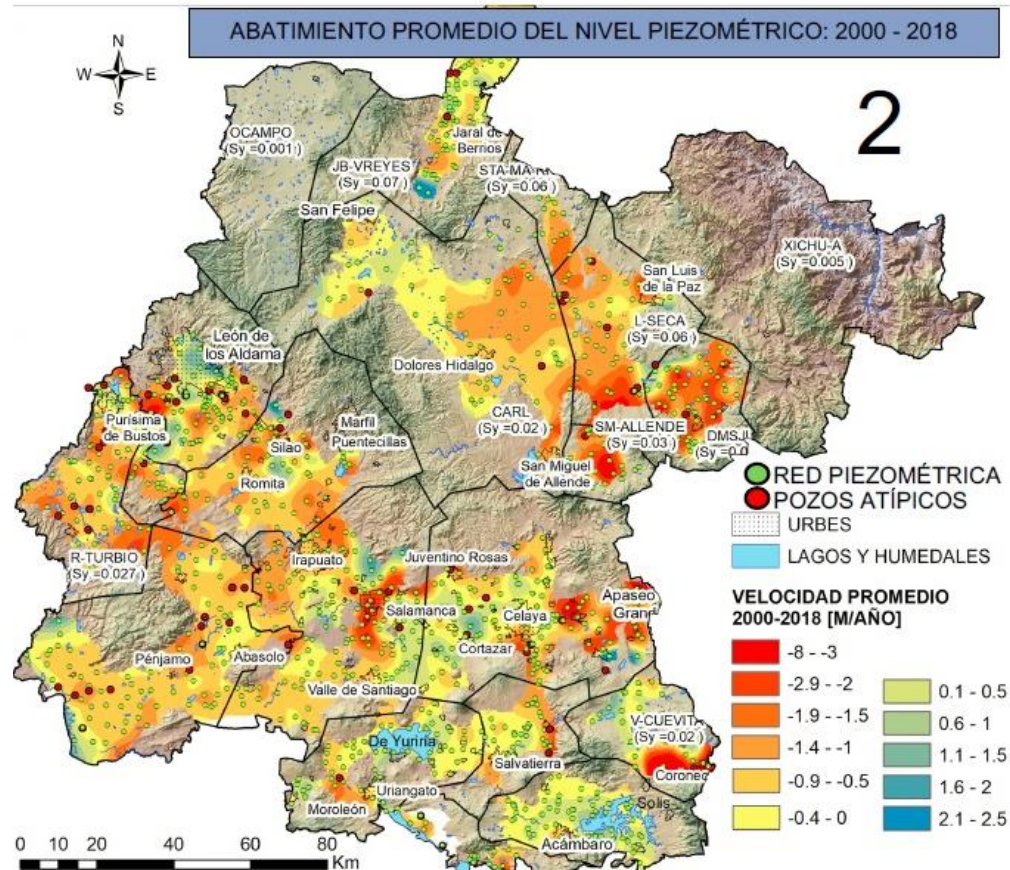 ABATIMIENTO PROMEDIO DEL NIVEL PIEZOMÉTRICO: 2000 - 2018
N
W E
S
2
OCAMPO
(Sy =0.001)
Jaral de
Berrios
JB-VREYES
(Sy =0.07 )
STA-MA
(Sy =0.06 )
San Felipe
XICHU-A
(Sy =0.005 )
San Luis
de la Paz
L-SECA
(Sy =0.06 )
León de
los Aldama
Dolores Hidalgo
CARL
(Sy =0.02 )
SM-ALLENDE
(Sy =0.03 )
DMSJ
(Sy =0.0
Purísima
de Bustos
Marfil
Puentecillas
Silao
San Miguel
de Allende
Romita
RED PIEZOMÉTRICA
POZOS ATÍPICOS
URBES
LAGOS Y HUMEDALES
R-TURBIO
(Sy =0.027 )
Irapuato
Juventino Rosas
Salamanca
Celaya
Apaseo
Gran
Cortazar
Pénjamo
Abasolo
Valle de Santiago
V-CUEVIT
(Sy =0.02 )
De Yuriria
Salvatierra
Coronec
Uriangato
Moroleón
Solis
Acámbaro
VELOCIDAD PROMEDIO
2000-2018 [M/AÑO]
-8 - -3
-2.9 - -2
-1.9 - -1.5
-1.4 - -1
-0.9 - -0.5
-0.4 - 0
0.1 - 0.5
0.6 - 1
1.1 - 1.5
1.6 - 2
2.1 - 2.5
0 10 20 40 60 80
Km